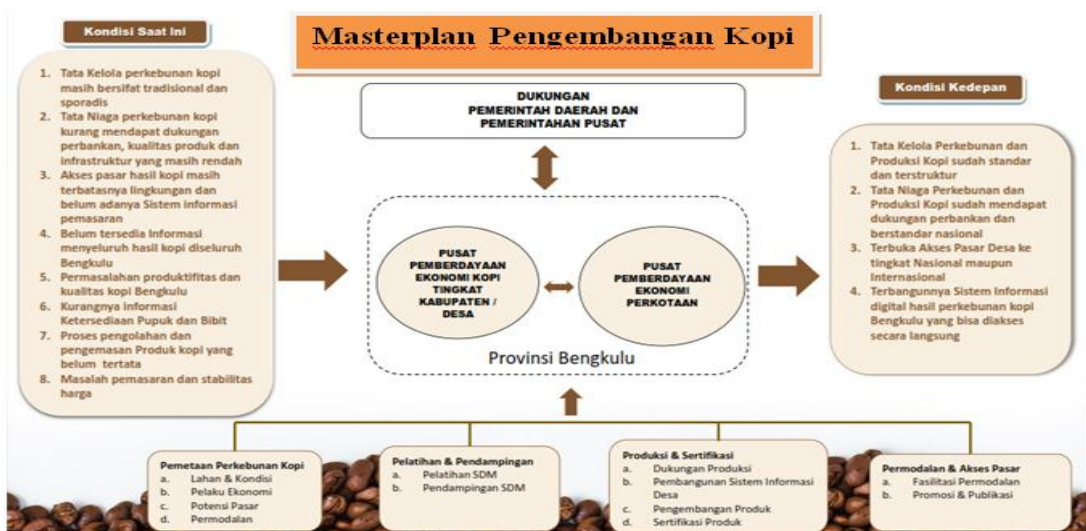 Kondisi Saat Ini
Masterplan Pengembangan Kopi
1. Tata Kelola perkebunan kopi
masih bersifat tradisional dan
sporadis
2. Tata Niaga perkebunan kopi
kurang mendapat dukungan
perbankan, kualitas produk dan
infrastruktur yang masih rendah
3. Akses pasar hasil kopi masih
terbatasnya lingkungan dan
belum adanya Sistem informasi
pemasaran
4. Belum tersedia Informasi
menyeluruh hasil kopi diseluruh
Bengkulu
5. Permasalahan produktifitas dan
kualitas kopi Bengkulu
6. Kurangnya informasi
Ketersediaan Pupuk dan Bibit
7. Proses pengolahan dan
pengemasan Produk kopi yang
belum tertata
8. Masalah pemasaran dan stabilitas
harga
DUKUNGAN
PEMERINTAH DAERAH DAN
PEMERINTAHAN PUSAT
PUSAT
PEMBERDAYAAN
EKONOMI KOPI
TINGKAT
KABUPATEN /
DESA
PUSAT
PEMBERDAYAAN
EKONOMI
PERKOTAAN
Provinsi Bengkulu
Kondisi Kedepan
1. Tata Kelola Perkebunan dan
Produksi Kopi sudah standar
dan terstruktur
2. Tata Niaga Perkebunan dan
Produksi Kopi sudah mendapat
dukungan perbankan dan
berstandar nasional
3. Terbuka Akses Pasar Desa ke
tingkat Nasional maupun
Internasional
4. Terbangunnya Sistem Informasi
digital hasil perkebunan kopi
Bengkulu yang bisa diakses
secara langsung
Pemetaan Perkebunan Kopi
a. Lahan & Kondisi
b. Pelaku Ekonomi
c. Potensi Pasar
d. Permodalan
Pelatihan & Pendampingan
a. Pelatihan SDM
b. Pendampingan SDM
Produksi & Sertifikasi
a. Dukungan Produksi
b. Pembangunan Sistem Informasi
Desa
c. Pengembangan Produk
d. Sertifikasi Produk
Permodalan & Akses Pasar
a. Fasilitasi Permodalan
b. Promosi & Publikasi